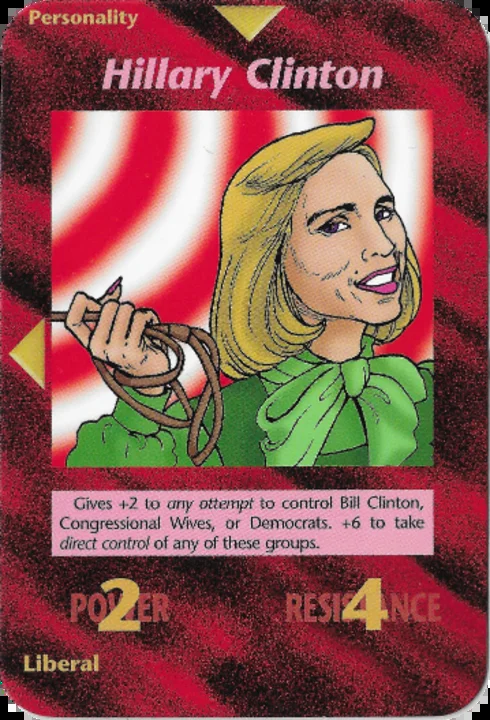 Personality
Hillary Clinton
Gives +2 to any attempt to control Bill Clinton,
Congressional Wives, or Democrats. +6 to take
direct control of any of these groups.
POWER 2
RESISTANCE 4
Liberal